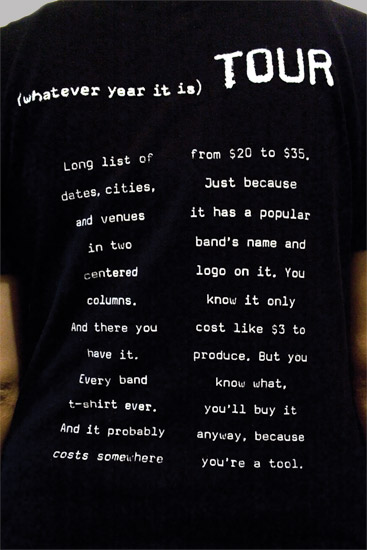 (whatever year it is) TOUR
Long list of
dates, cities,
and venues
in two
centered
columns.
And there you
have it.
Every band
t-shirt ever.
And it probably
costs somewhere
from $20 to $35.
Just because
it has a popular
band's name and
logo on it. You
know it only
cost like $3 to
produce. But you
know what,
you'll buy it
anyway, because
you're a tool.